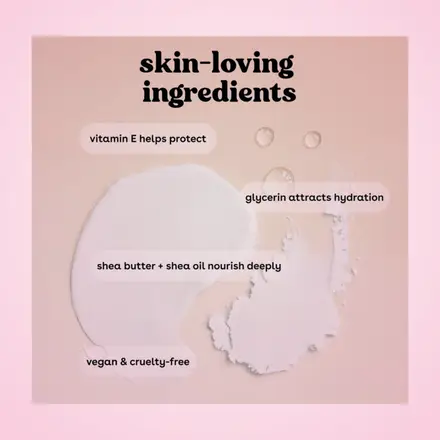 skin-loving
ingredients
vitamin E helps protect
glycerin attracts hydration
shea butter + shea oil nourish deeply
vegan & cruelty-free